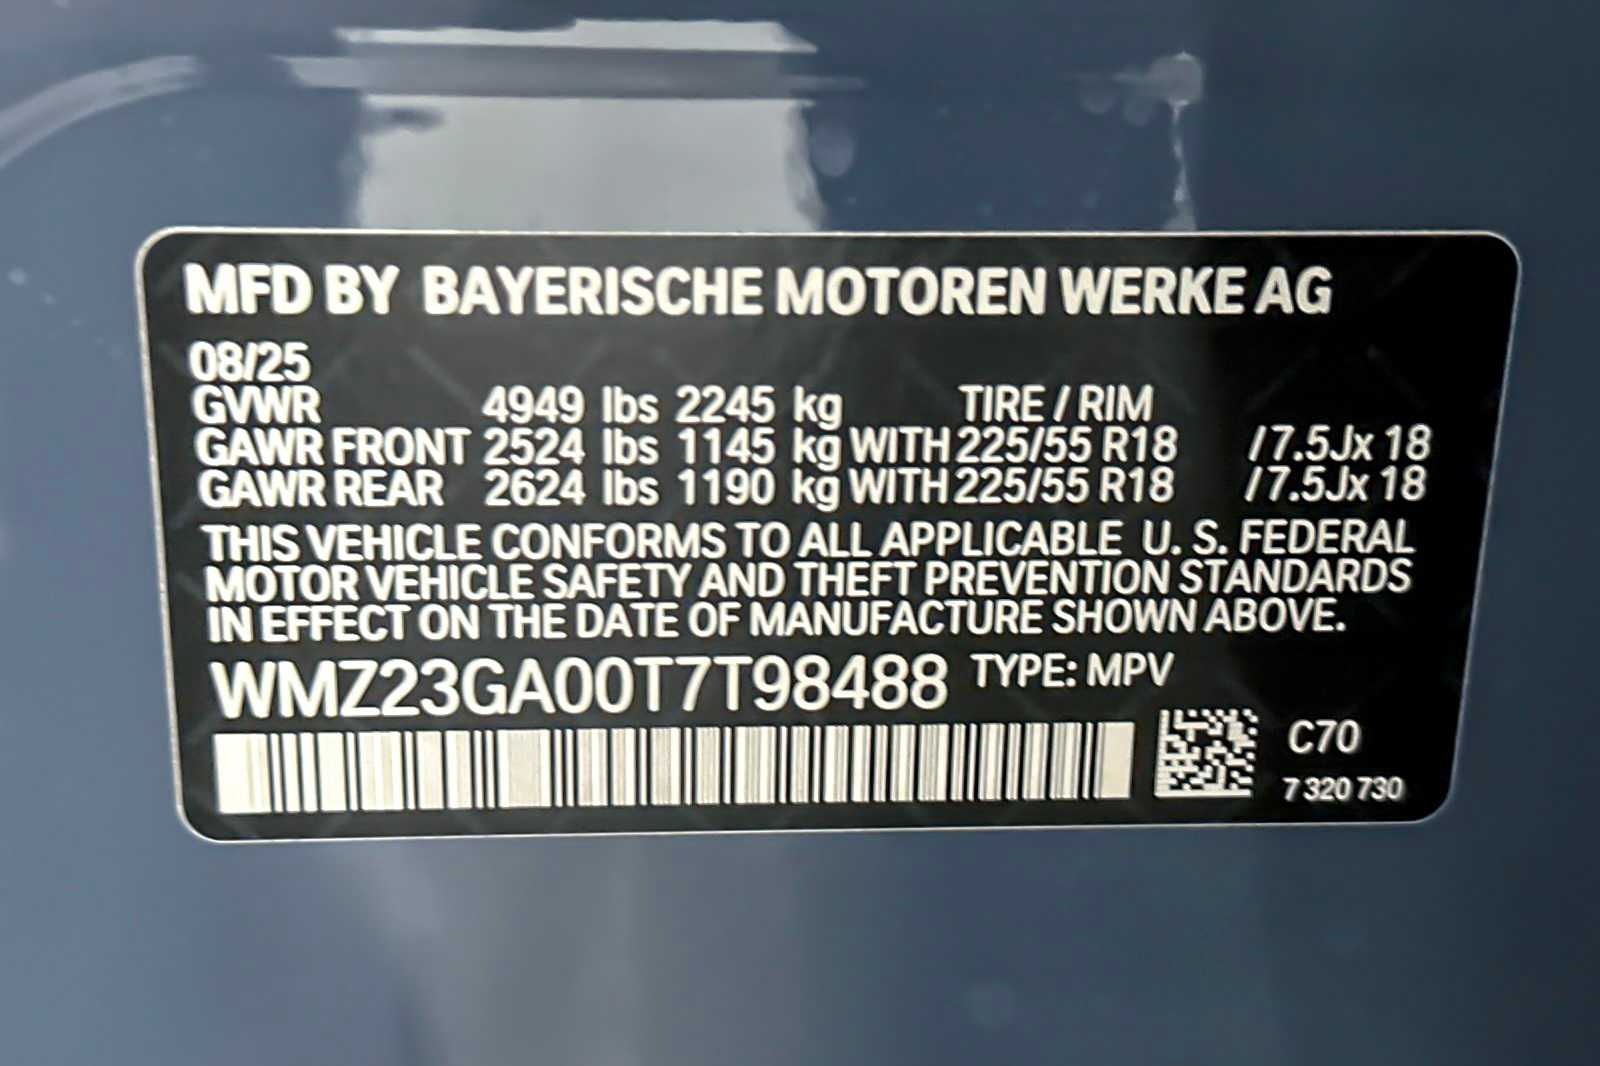 MFD BY BAYERISCHE MOTOREN WERKE AG
08/25
GVWR 4949 lbs 2245 kg TIRE / RIM
GAWR FRONT 2524 lbs 1145 kg WITH 225/55 R18 /7.5Jx 18
GAWR REAR 2624 lbs 1190 kg WITH 225/55 R18 /7.5Jx 18
THIS VEHICLE CONFORMS TO ALL APPLICABLE U. S. FEDERAL
MOTOR VEHICLE SAFETY AND THEFT PREVENTION STANDARDS
IN EFFECT ON THE DATE OF MANUFACTURE SHOWN ABOVE.
WMZ23GA00T7T98488 TYPE: MPV
C70
7 320 730